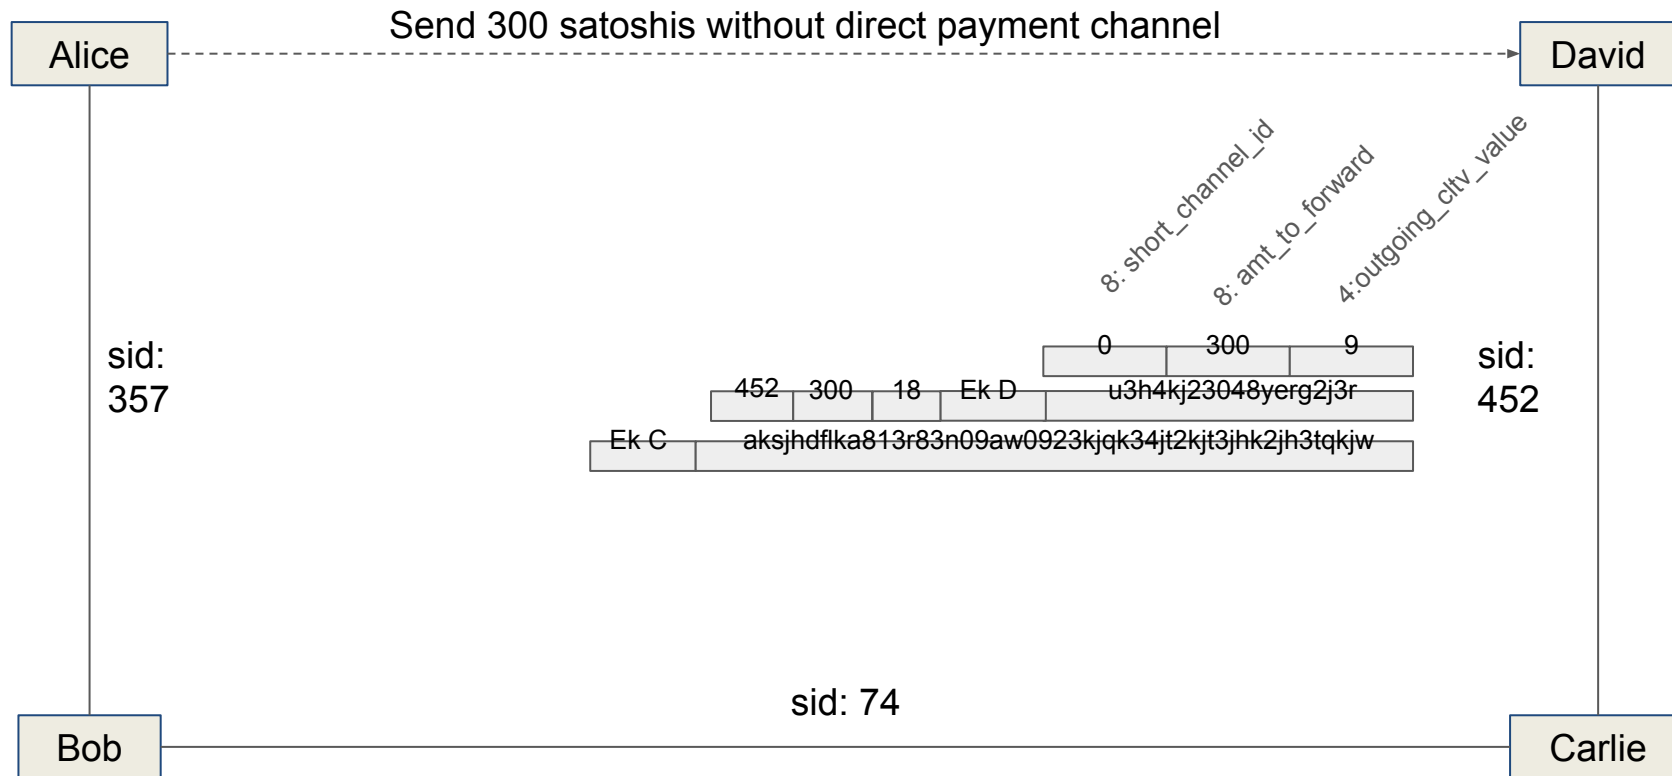 Send 300 satoshis without direct payment channel
Alice
David
8: short_channel_id
8: amt_to_forward
4:outgoing_cltv_value
sid:
357
0 300 9
sid:
452
452 300 18 Ek D u3h4kj23048yerg2j3r
Ek C aksjhdflka813r83n09aw0923kjqk34jt2kjt3jhk2jh3tqkjw
sid: 74
Bob
Carlie